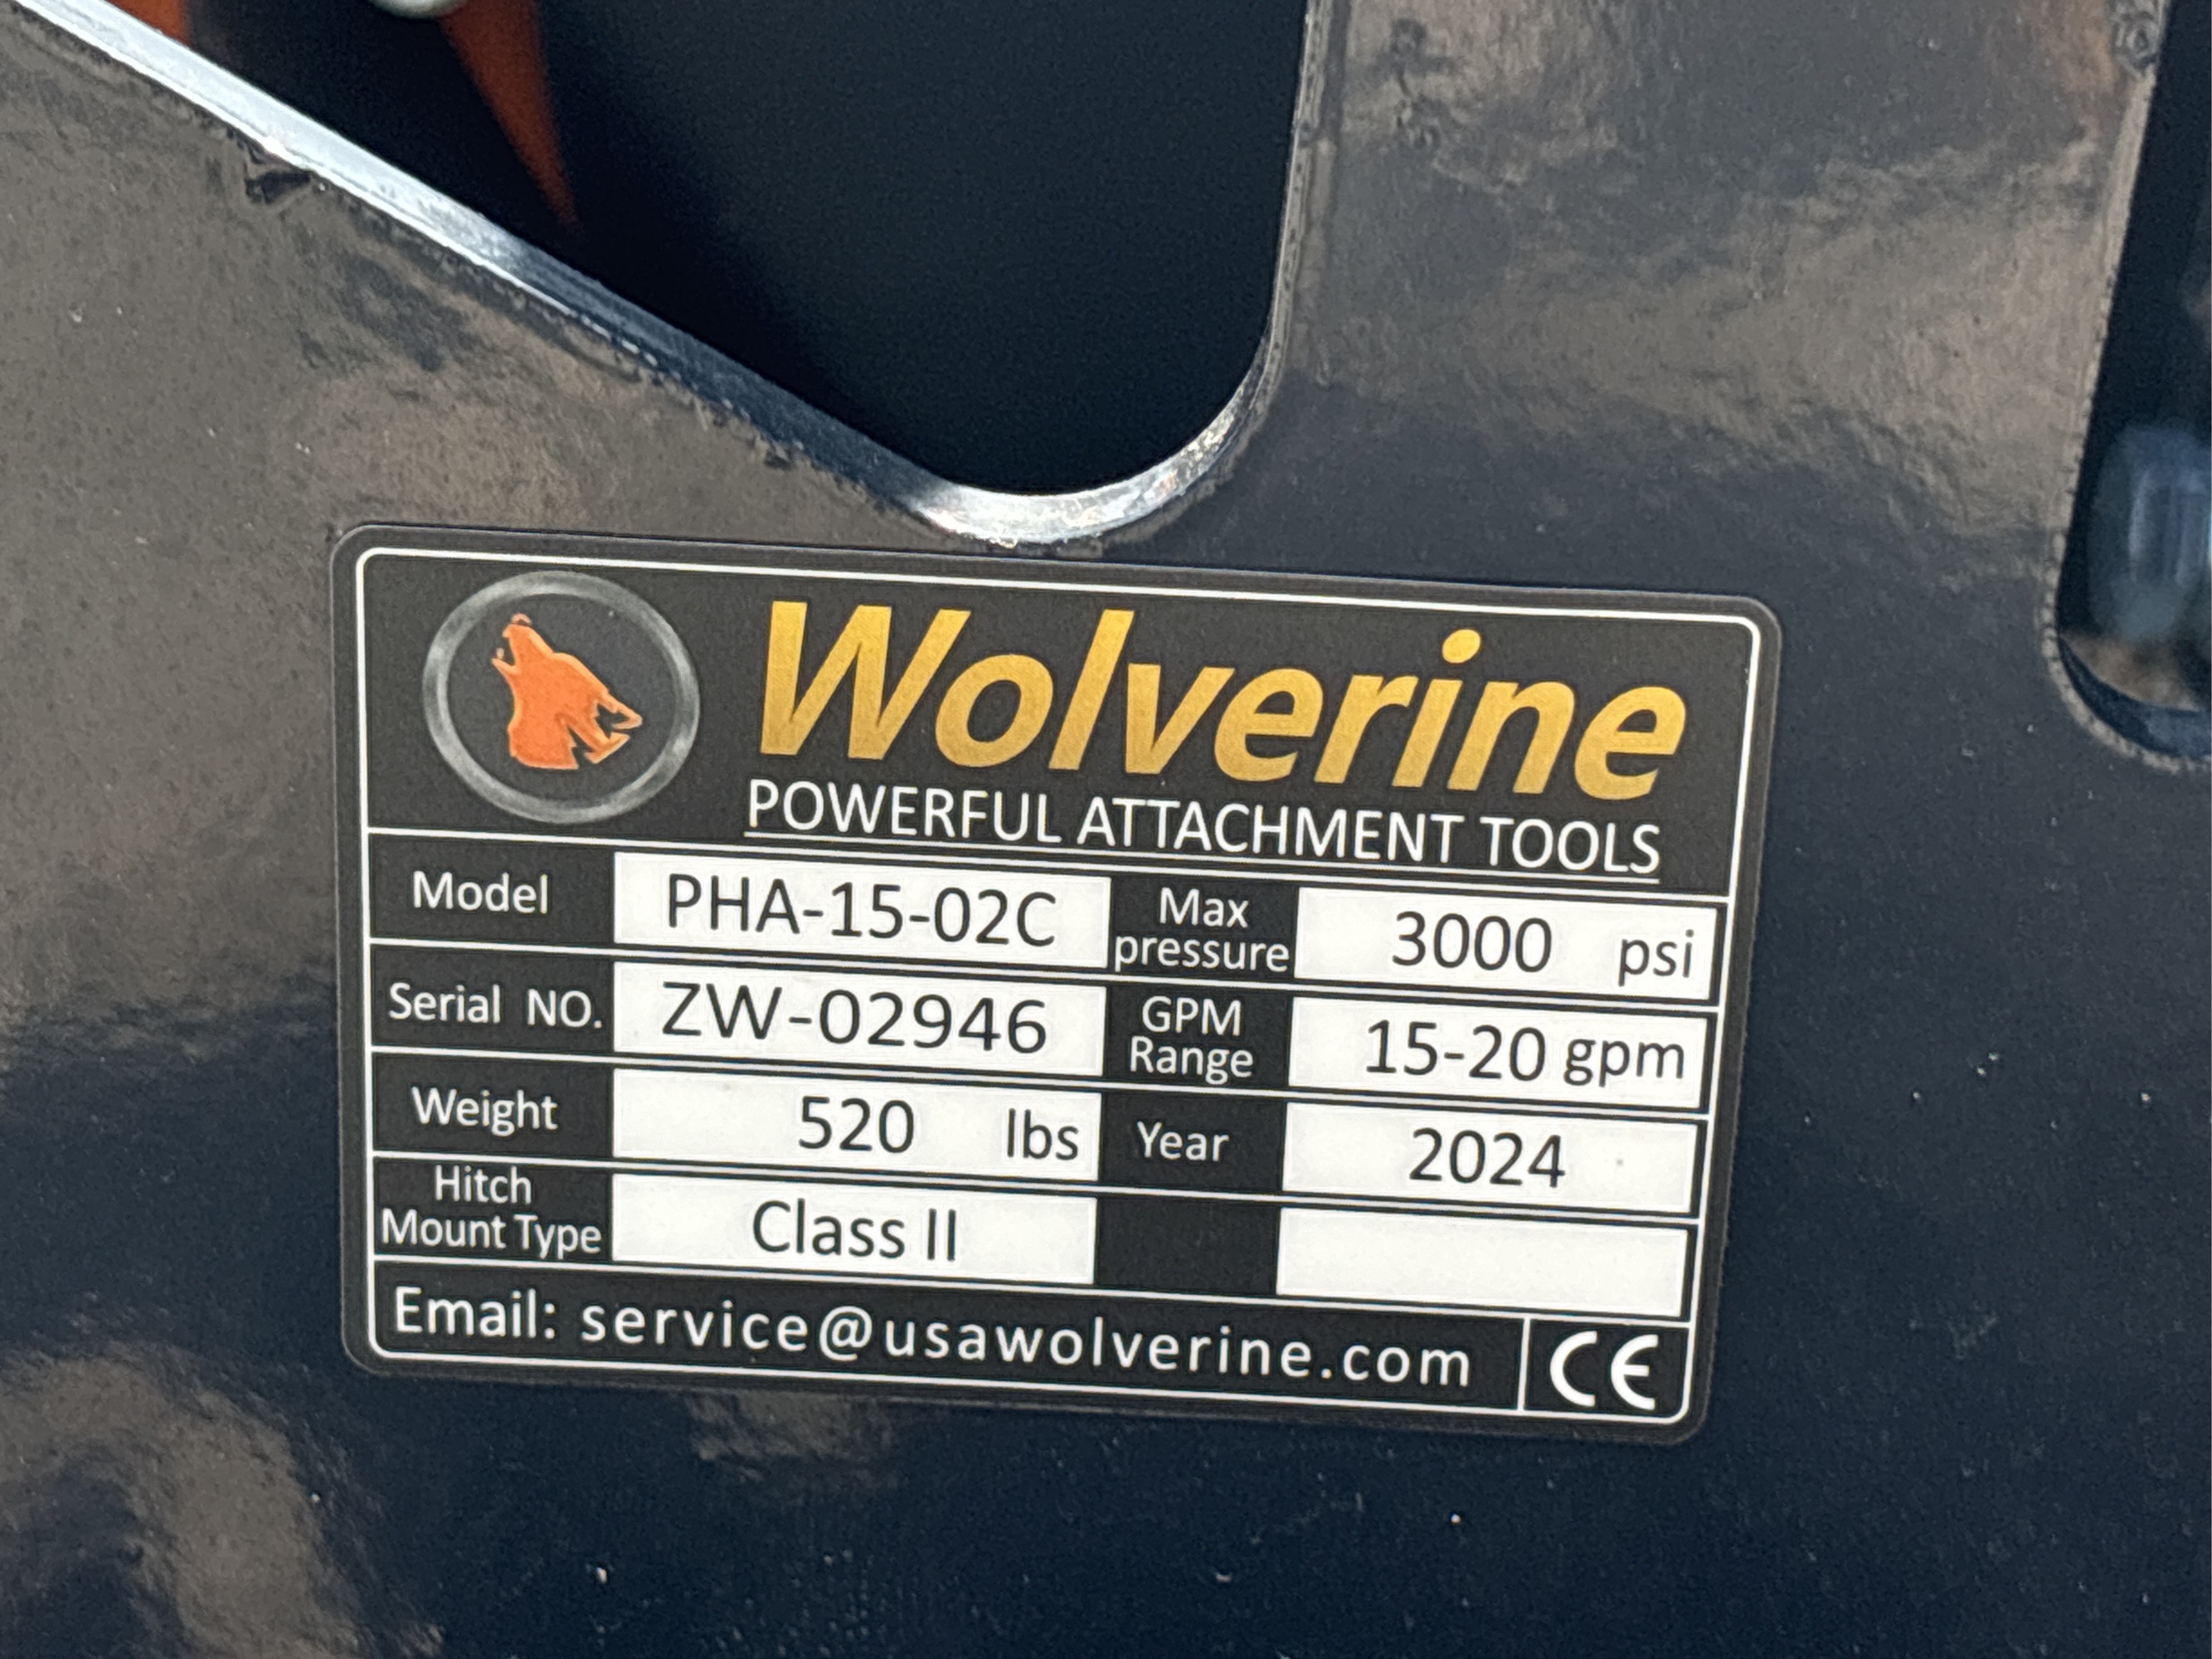 Wolverine
POWERFUL ATTACHMENT TOOLS
Model PHA-15-02C Max pressure 3000 psi
Serial NO. ZW-02946 GPM Range 15-20 gpm
Weight 520 lbs Year 2024
Hitch Mount Type Class II
Email: service@usawolverine.com CE